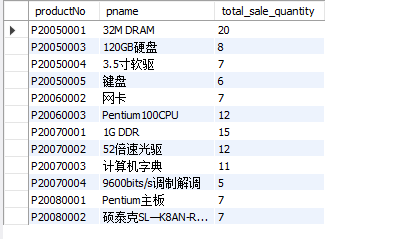 productNo pname total_sale_quantity
P20050001 32M DRAM 20
P20050003 120GB硬盘 8
P20050004 3.5寸软驱 7
P20050005 键盘 6
P20060002 网卡 7
P20060003 Pentium100CPU 12
P20070001 1G DDR 15
P20070002 52倍速光驱 12
P20070003 计算机字典 11
P20070004 9600bits/s调制解调 5
P20080001 Pentium主板 7
P20080002 硕泰克SL—K8AN-R... 7